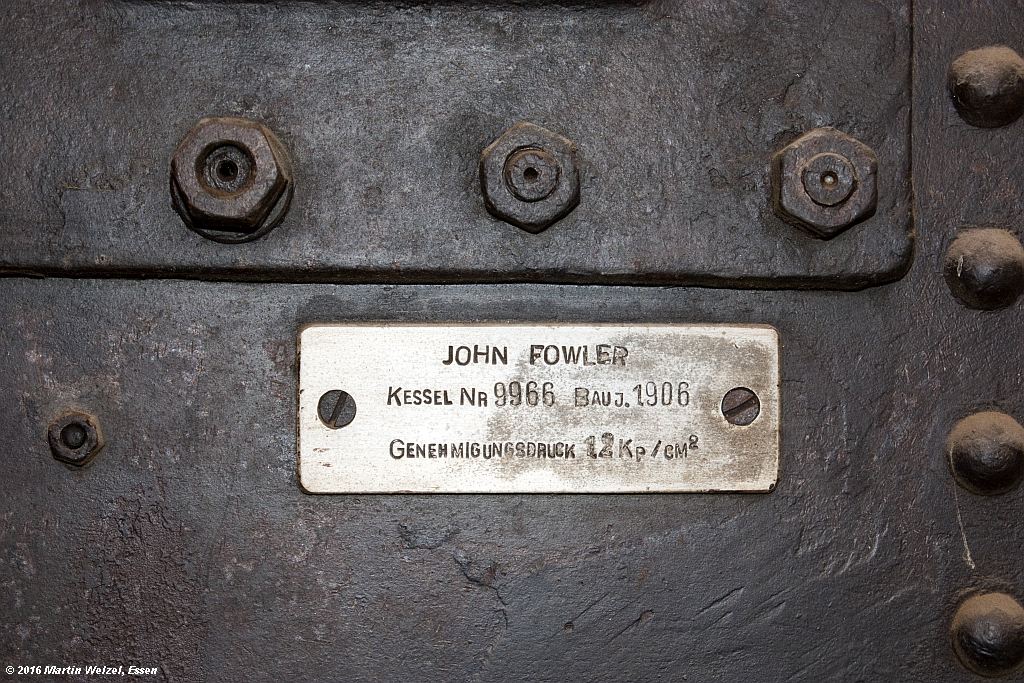 JOHN FOWLER
KESSEL NR 9966 BAUJ. 1906
GENEHMIGUNGSDRUCK 12 Kp/CM²
© 2016 Martin Welzel, Essen